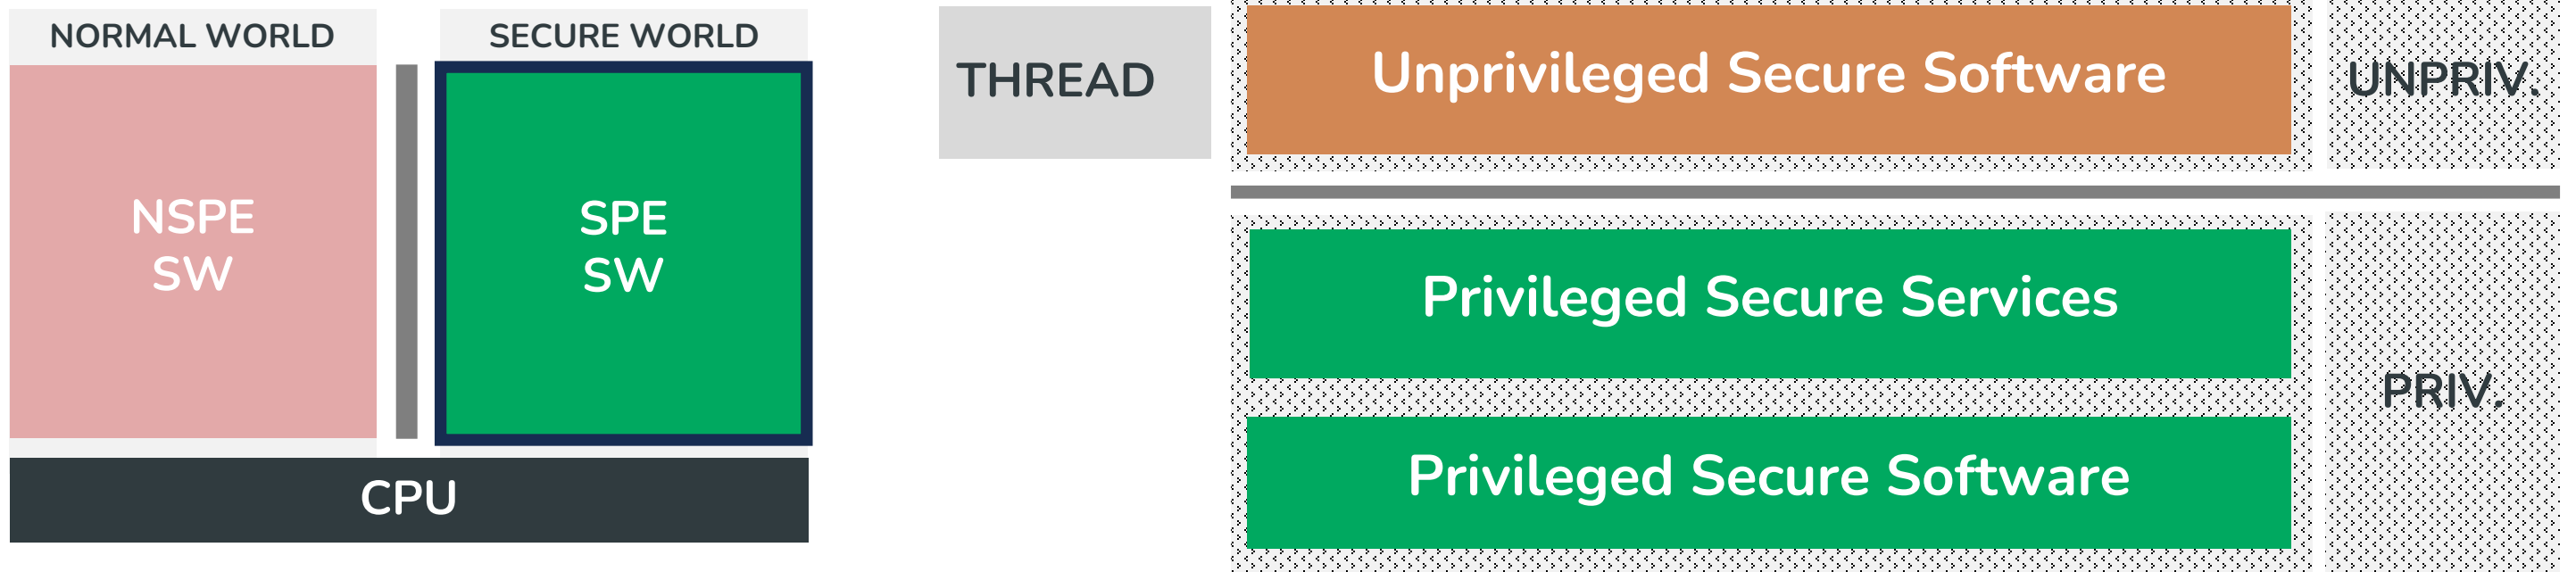 NORMAL WORLD
SECURE WORLD
NSPE
SW
SPE
SW
CPU
THREAD
Unprivileged Secure Software
UNPRIV.
Privileged Secure Services
PRIV.
Privileged Secure Software